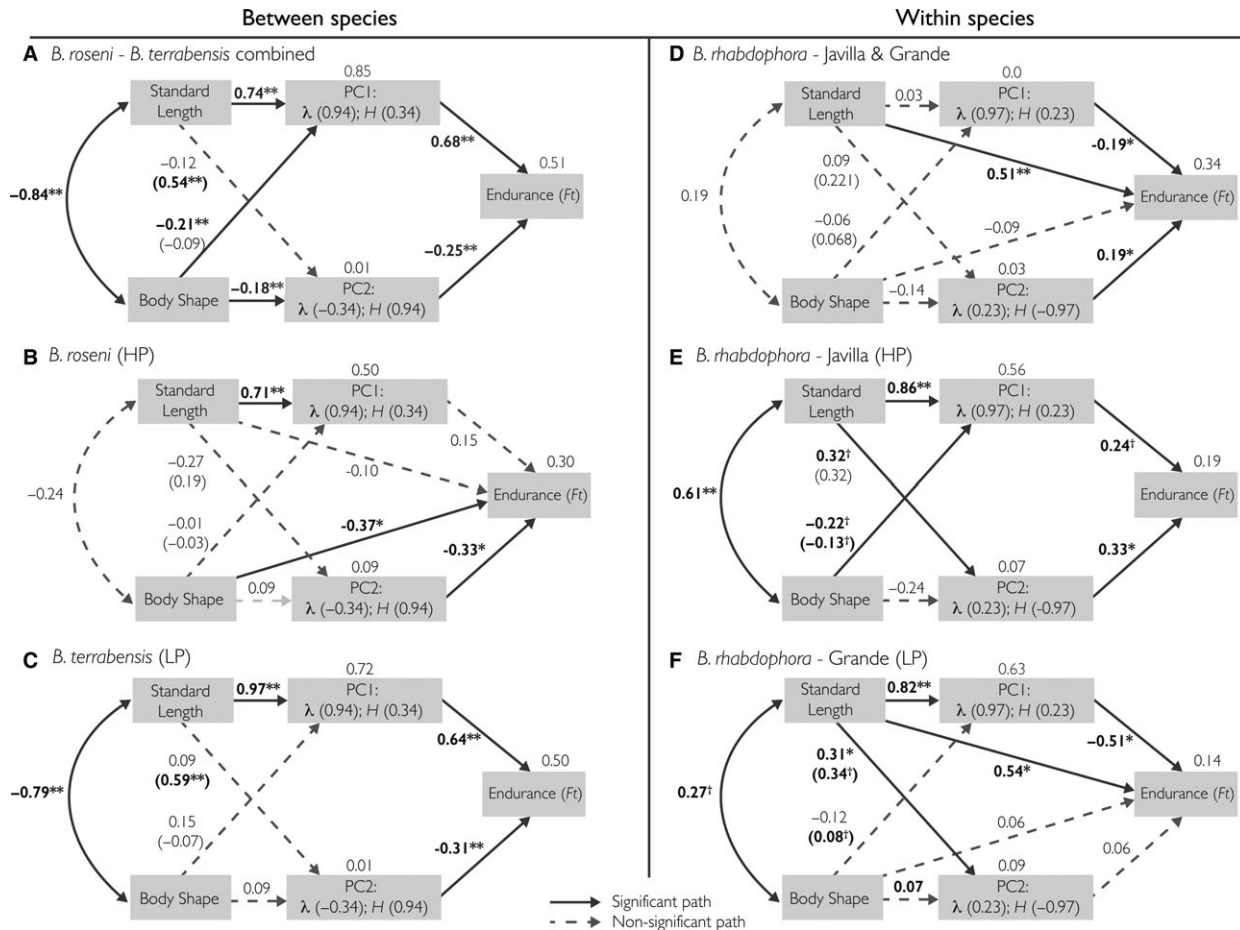 Between species
Within species
A B. roseni - B. terrabensis combined
Standard
Length
0.74**
0.85
PC1:
λ (0.94); H (0.34)
0.68**
−0.12
(0.54**)
0.51
Endurance (Ft)
−0.84**
−0.21**
(−0.09)
−0.25**
Body Shape
−0.18**
0.01
PC2:
λ (−0.34); H (0.94)
B B. roseni (HP)
Standard
Length
0.71**
0.50
PC1:
λ (0.94); H (0.34)
0.15
−0.27
(0.19)
-0.10
0.30
Endurance (Ft)
−0.24
−0.01
(−0.03)
-0.37*
-0.33*
Body Shape
0.09
0.09
PC2:
λ (−0.34); H (0.94)
C B. terrabensis (LP)
Standard
Length
0.97**
0.72
PC1:
λ (0.94); H (0.34)
0.64**
0.09
(0.59**)
0.50
Endurance (Ft)
−0.79**
0.15
(−0.07)
-0.31**
Body Shape
0.09
0.01
PC2:
λ (−0.34); H (0.94)
D B. rhabdophora - Javilla & Grande
Standard
Length
0.03
0.0
PC1:
λ (0.97); H (0.23)
-0.19*
0.09
(0.221)
0.51**
0.34
Endurance (Ft)
0.19
−0.06
(0.068)
−0.09
0.19*
Body Shape
−0.14
0.03
PC2:
λ (0.23); H (−0.97)
E B. rhabdophora - Javilla (HP)
Standard
Length
0.86**
0.56
PC1:
λ (0.97); H (0.23)
0.24†
0.32†
(0.32)
0.19
Endurance (Ft)
0.61**
−0.22†
(−0.13†)
0.33*
Body Shape
−0.24
0.07
PC2:
λ (0.23); H (-0.97)
F B. rhabdophora - Grande (LP)
Standard
Length
0.82**
0.63
PC1:
λ (0.97); H (0.23)
-0.51*
0.31*
(0.34†)
0.54*
0.14
Endurance (Ft)
0.27†
−0.12
(0.08†)
0.06
0.06
Body Shape
0.07
0.09
PC2:
λ (0.23); H (−0.97)
Significant path
Non-significant path